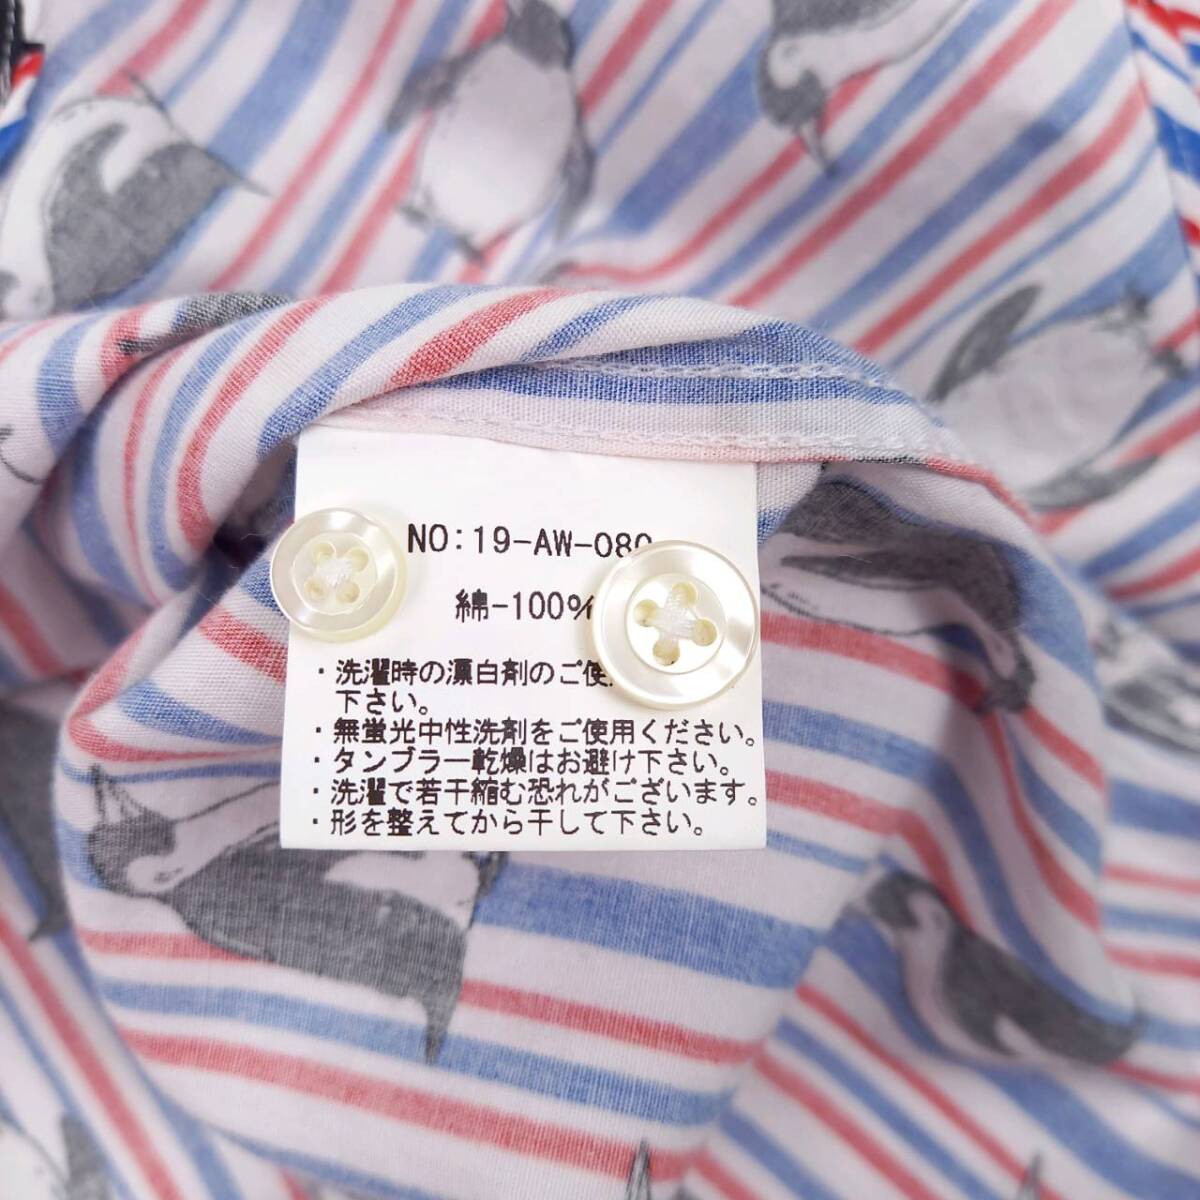 NO:19-AW-080
綿-100%
・洗濯時の漂白剤のご使
下さい。
・無蛍光中性洗剤をご使用ください。
・タンブラー乾燥はお避け下さい。
・洗濯で若干縮む恐れがございます。
・形を整えてから干して下さい。